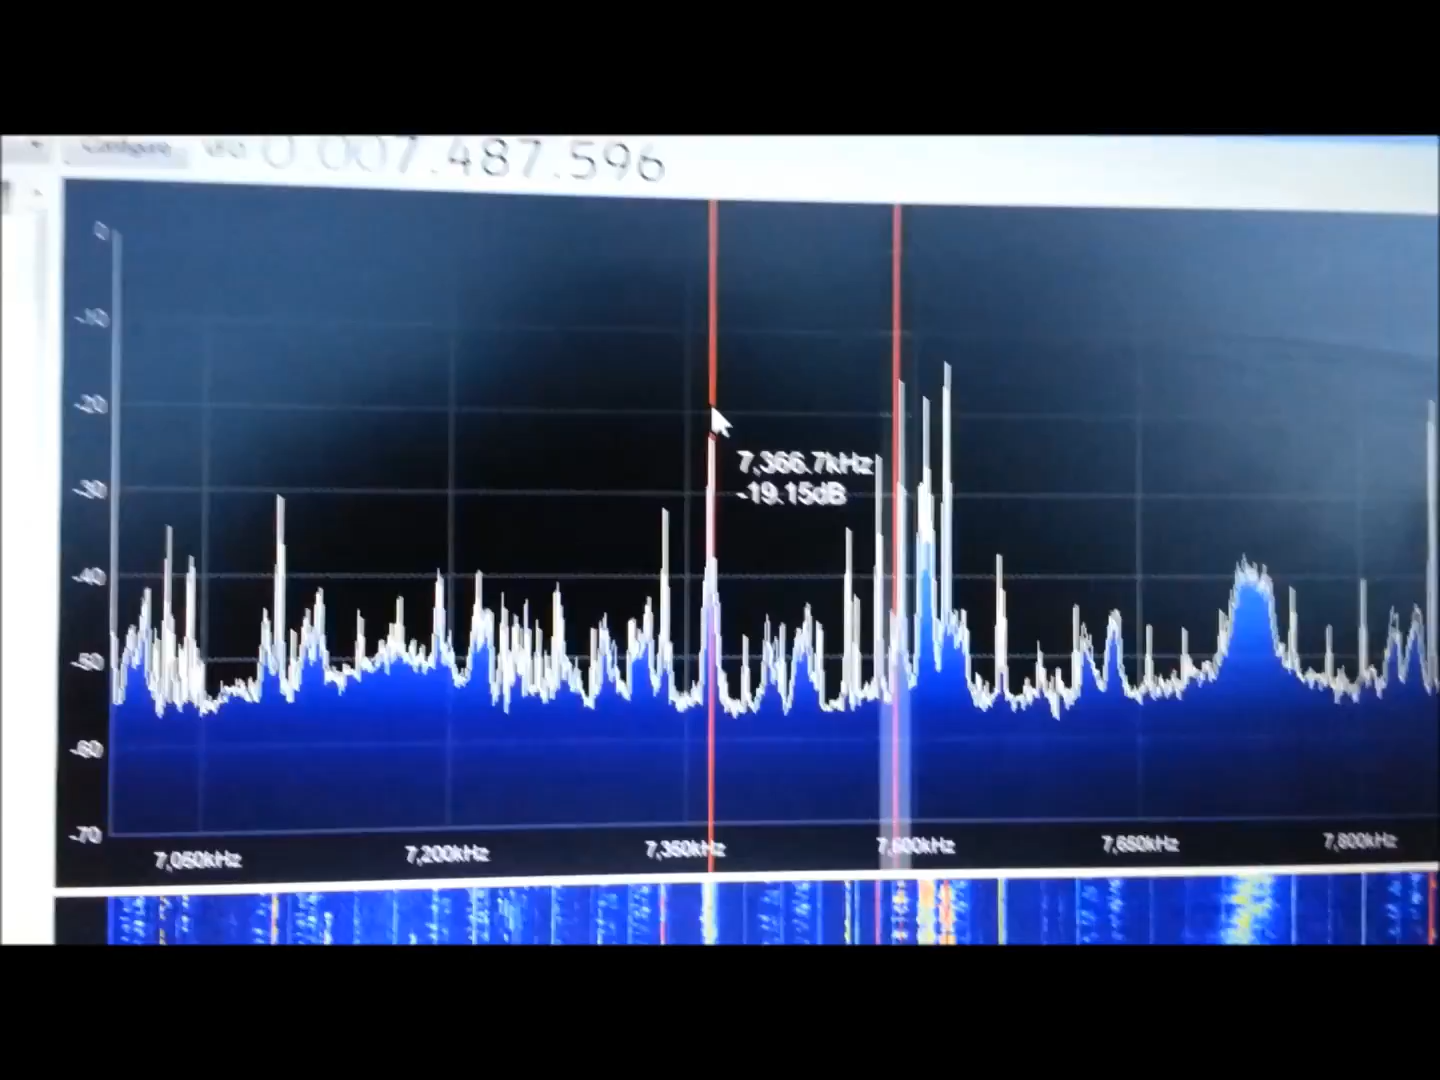 Configure 0 007.487.596
0
-10
-20
-30
-40
-50
-60
-70
7,366.7kHz
-19.15dB
7,050kHz 7,200kHz 7,350kHz 7,500kHz 7,650kHz 7,800kHz